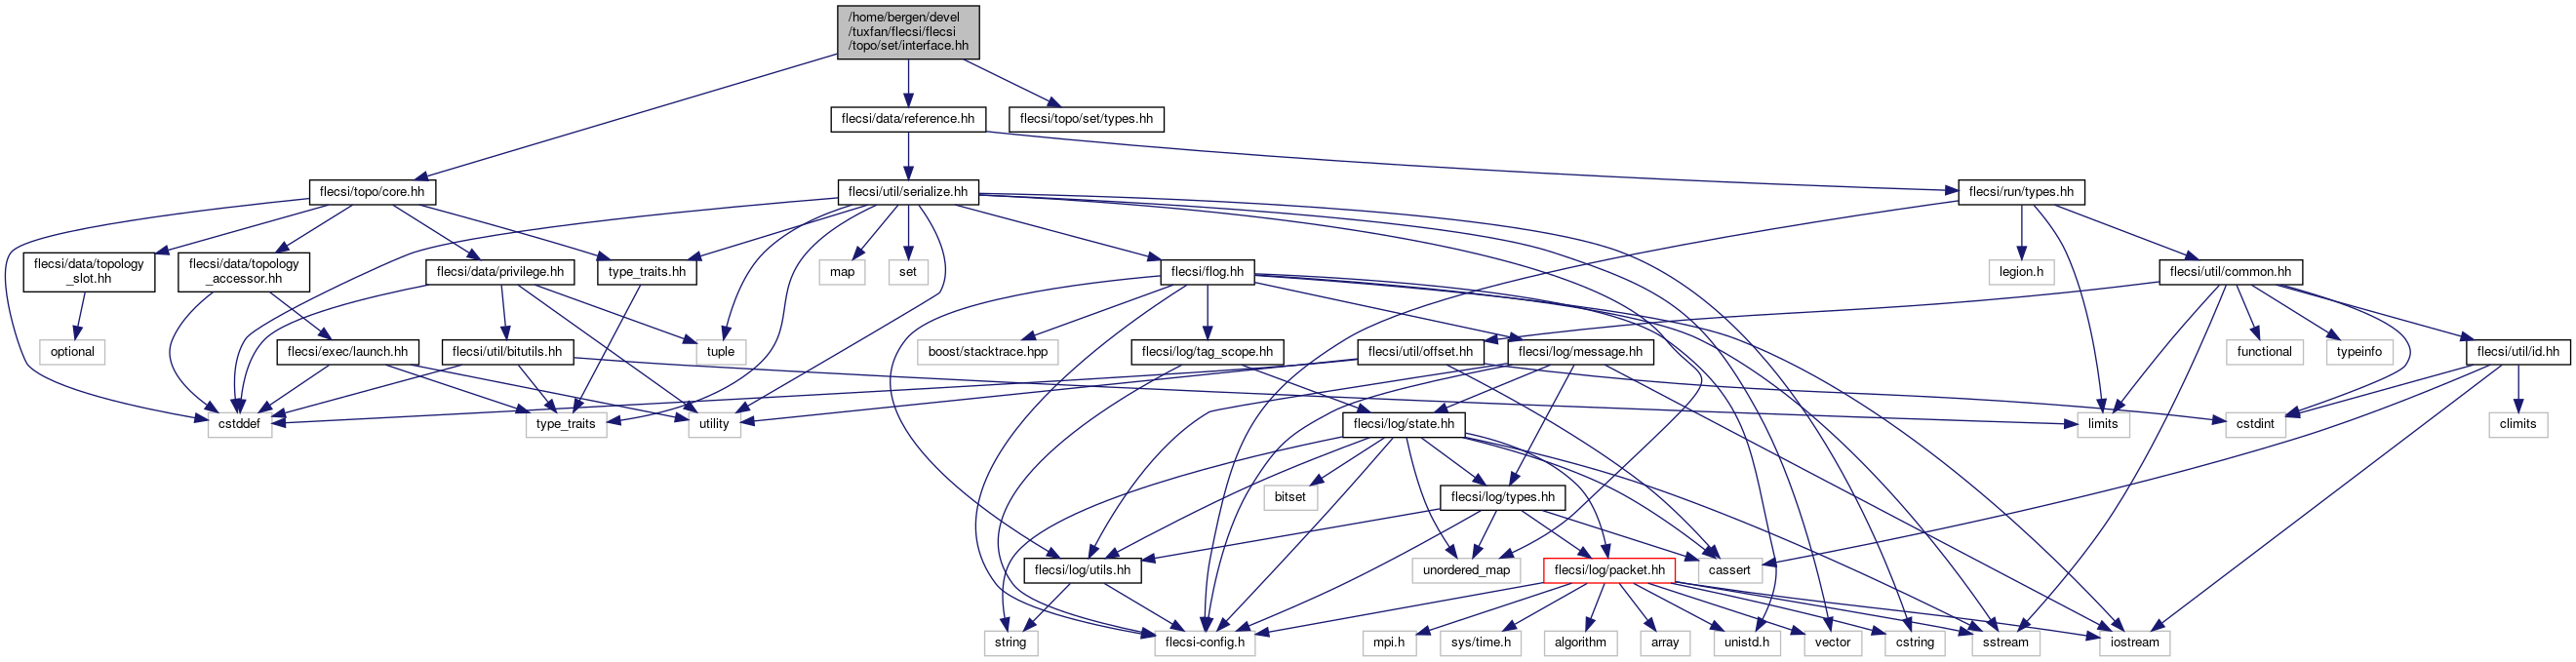 /home/bergen/devel
/tuxfan/flecsi/flecsi
/topo/set/interface.hh
flecsi/data/reference.hh
flecsi/topo/set/types.hh
flecsi/topo/core.hh
flecsi/util/serialize.hh
flecsi/run/types.hh
flecsi/data/topology
_slot.hh
flecsi/data/topology
_accessor.hh
flecsi/data/privilege.hh
type_traits.hh
map
set
flecsi/flog.hh
legion.h
flecsi/util/common.hh
optional
flecsi/exec/launch.hh
flecsi/util/bitutils.hh
tuple
boost/stacktrace.hpp
flecsi/log/tag_scope.hh
flecsi/util/offset.hh
flecsi/log/message.hh
functional
typeinfo
flecsi/util/id.hh
cstddef
type_traits
utility
flecsi/log/state.hh
limits
cstdint
climits
bitset
flecsi/log/types.hh
flecsi/log/utils.hh
unordered_map
flecsi/log/packet.hh
cassert
string
flecsi-config.h
mpi.h
sys/time.h
algorithm
array
unistd.h
vector
cstring
sstream
iostream